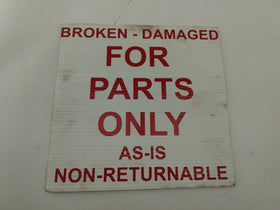 BROKEN - DAMAGED
FOR
PARTS
ONLY
AS-IS
NON-RETURNABLE